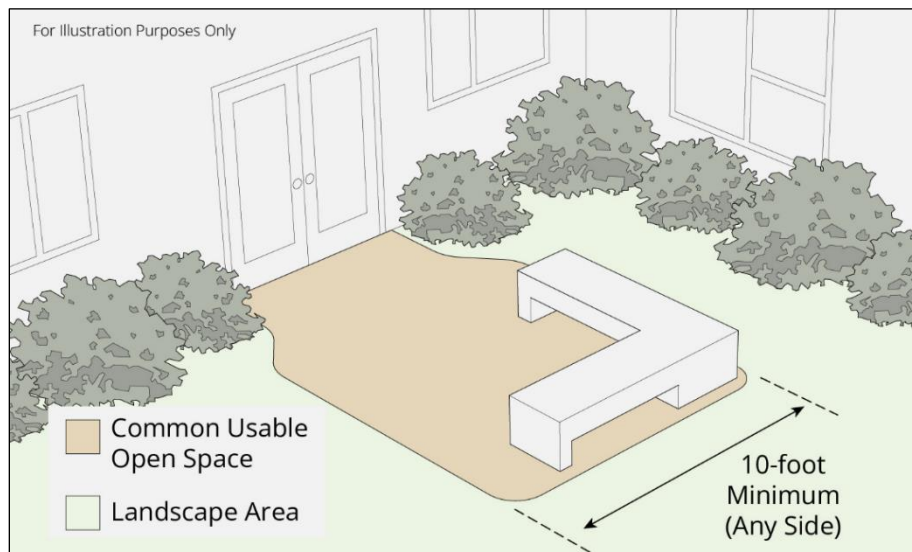 For Illustration Purposes Only
Common Usable
Open Space
Landscape Area
10-foot
Minimum
(Any Side)